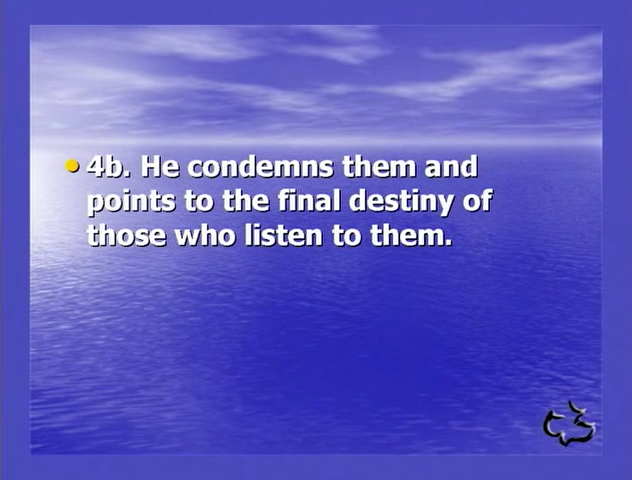 • 4b. He condemns them and
points to the final destiny of
those who listen to them.